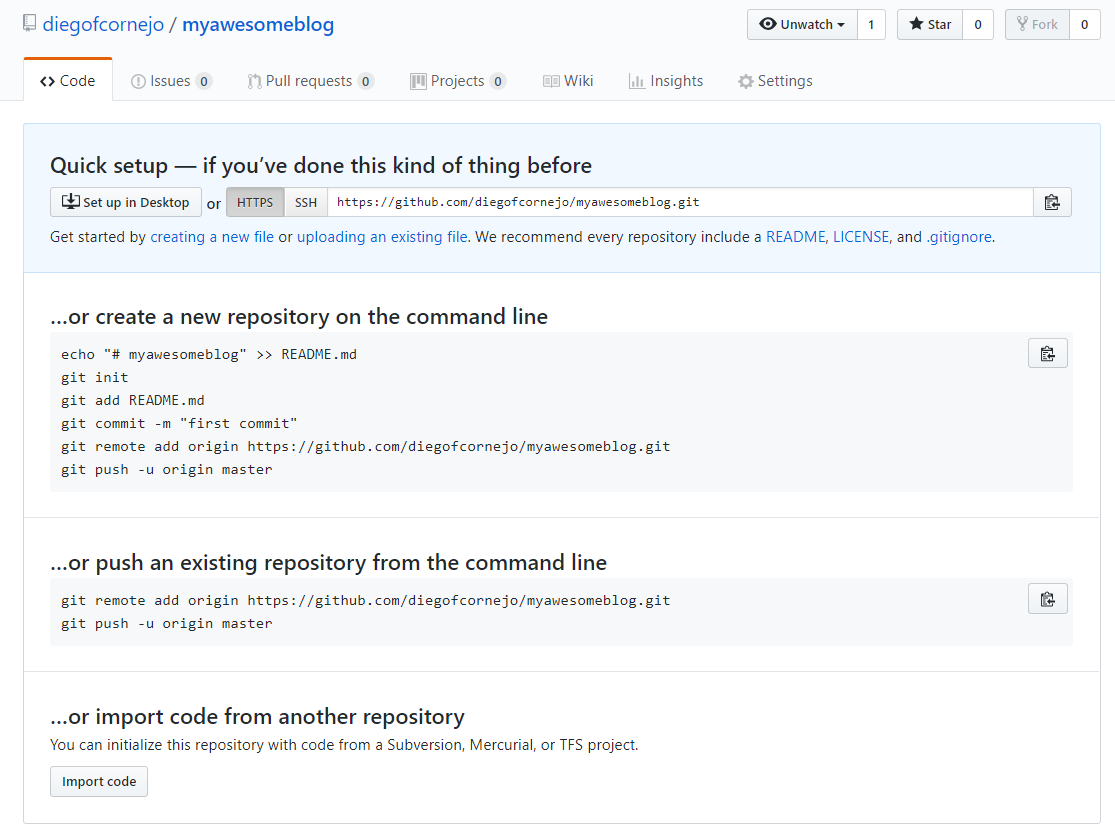 diegofcornejo / myawesomeblog
Unwatch 1 Star 0 Fork 0
Code Issues 0 Pull requests 0 Projects 0 Wiki Insights Settings
Quick setup — if you’ve done this kind of thing before
Set up in Desktop or HTTPS SSH https://github.com/diegofcornejo/myawesomeblog.git
Get started by creating a new file or uploading an existing file. We recommend every repository include a README, LICENSE, and .gitignore.
…or create a new repository on the command line
echo "# myawesomeblog" >> README.md
git init
git add README.md
git commit -m "first commit"
git remote add origin https://github.com/diegofcornejo/myawesomeblog.git
git push -u origin master
…or push an existing repository from the command line
git remote add origin https://github.com/diegofcornejo/myawesomeblog.git
git push -u origin master
…or import code from another repository
You can initialize this repository with code from a Subversion, Mercurial, or TFS project.
Import code